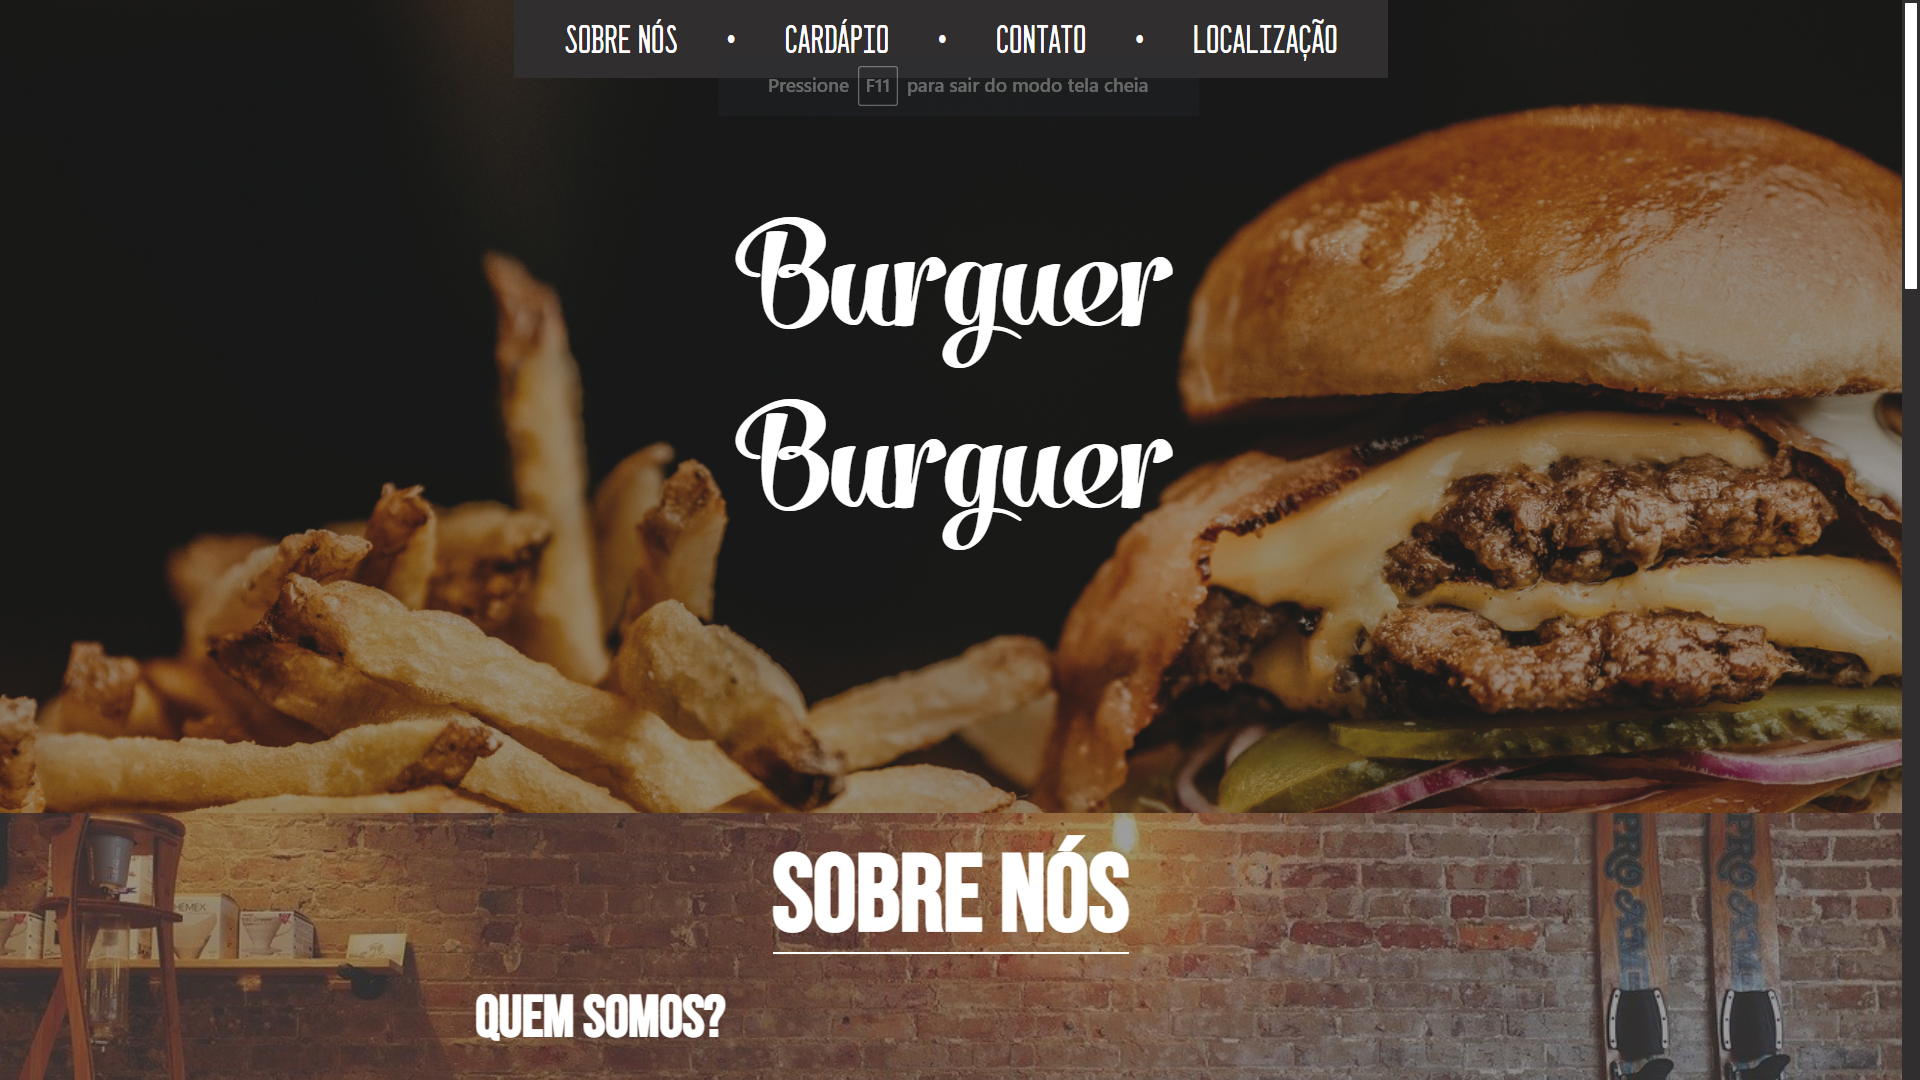 SOBRE NÓS • CARDÁPIO • CONTATO • LOCALIZAÇÃO
Pressione F11 para sair do modo tela cheia
Burguer
Burguer
SOBRE NÓS
QUEM SOMOS?